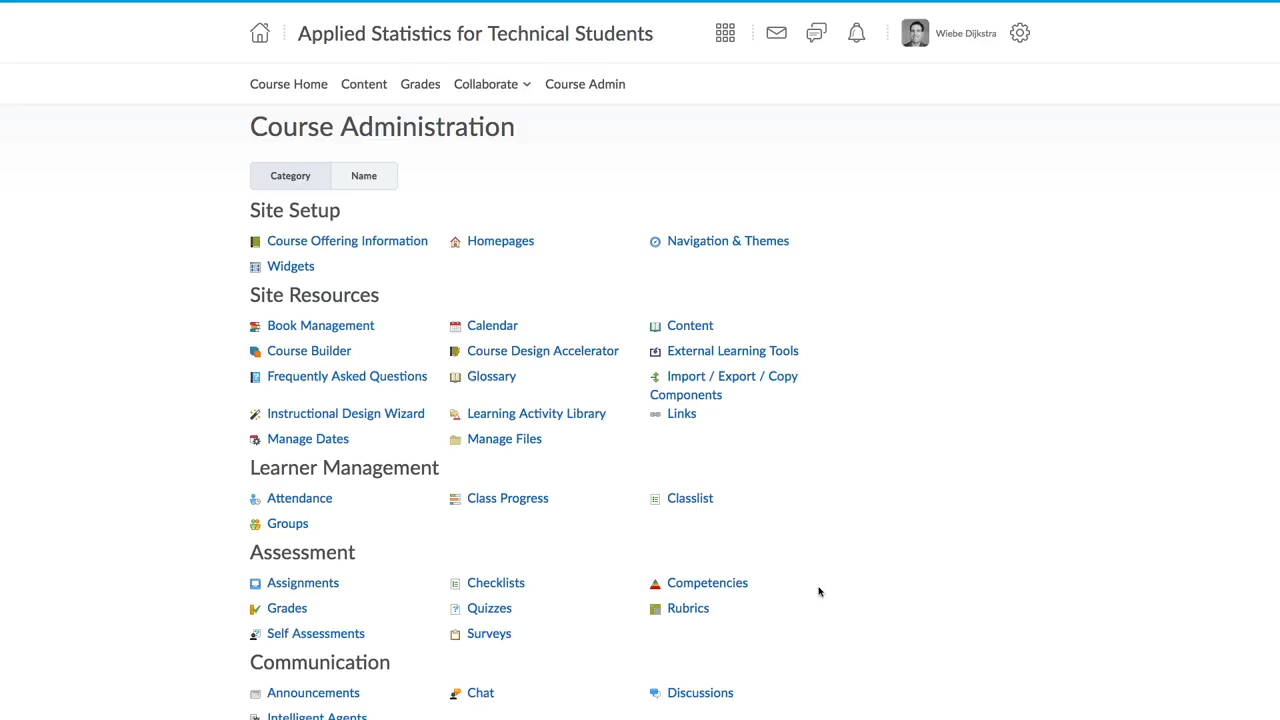 Applied Statistics for Technical Students
Wiebe Dijkstra
Course Home Content Grades Collaborate Course Admin
Course Administration
Category Name
Site Setup
Course Offering Information Homepages Navigation & Themes
Widgets
Site Resources
Book Management Calendar Content
Course Builder Course Design Accelerator External Learning Tools
Frequently Asked Questions Glossary Import / Export / Copy
Components
Instructional Design Wizard Learning Activity Library Links
Manage Dates Manage Files
Learner Management
Attendance Class Progress Classlist
Groups
Assessment
Assignments Checklists Competencies
Grades Quizzes Rubrics
Self Assessments Surveys
Communication
Announcements Chat Discussions
Intelligent Agents